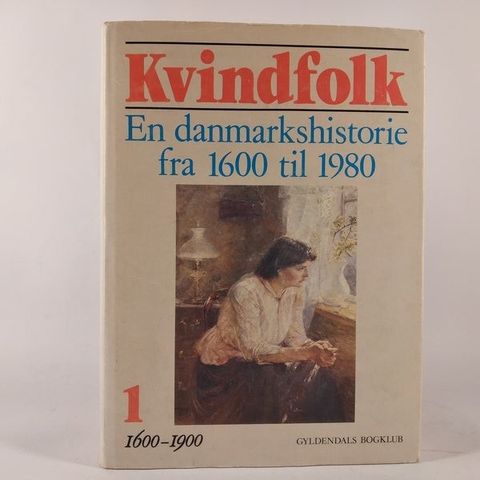 Kvindfolk
En danmarkshistorie
fra 1600 til 1980
1
1600-1900
GYLDENDALS BOGKLUB